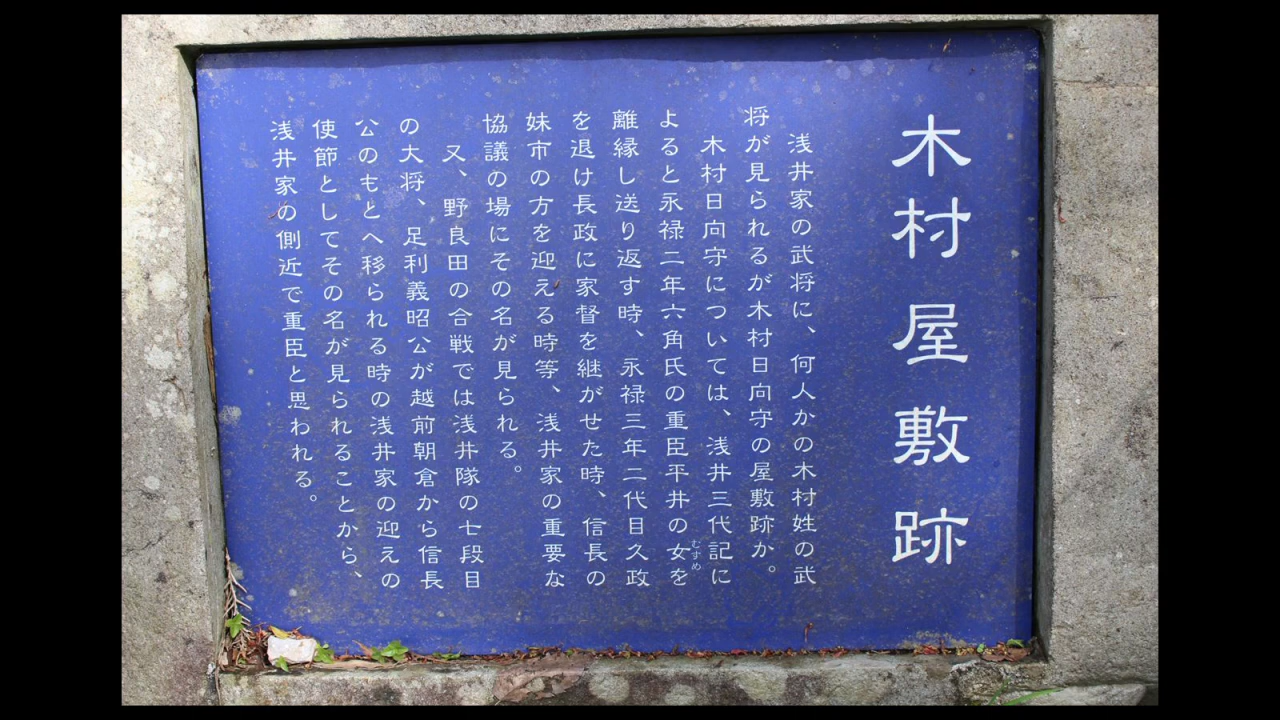 木村屋敷跡
浅井家の武将に、何人かの木村姓の武
将が見られるが木村日向守の屋敷跡か。
木村日向守については、浅井三代記に
よると永禄二年六角氏の重臣平井の女を
むすめ
離縁し送り返す時、永禄三年二代目久政
を退け長政に家督を継がせた時、信長の
妹市の方を迎える時等、浅井家の重要な
協議の場にその名が見られる。
又、野良田の合戦では浅井隊の七段目
の大将、足利義昭公が越前朝倉から信長
公のもとへ移られる時の浅井家の迎えの
使節としてその名が見られることから、
浅井家の側近で重臣と思われる。